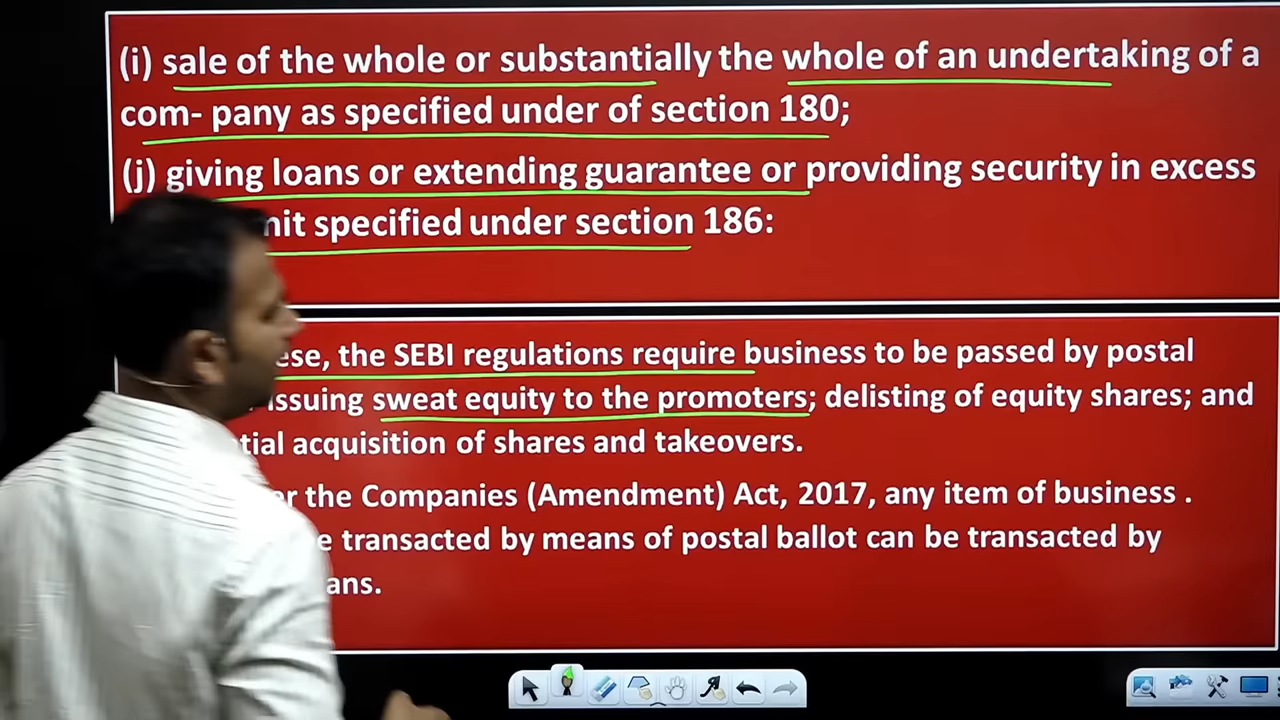 (i) sale of the whole or substantially the whole of an undertaking of a
com- pany as specified under of section 180;
(j) giving loans or extending guarantee or providing security in excess
specified under section 186:
the SEBI regulations require business to be passed by postal
issuing sweat equity to the promoters; delisting of equity shares; and
acquisition of shares and takeovers.
the Companies (Amendment) Act, 2017, any item of business .
transacted by means of postal ballot can be transacted by